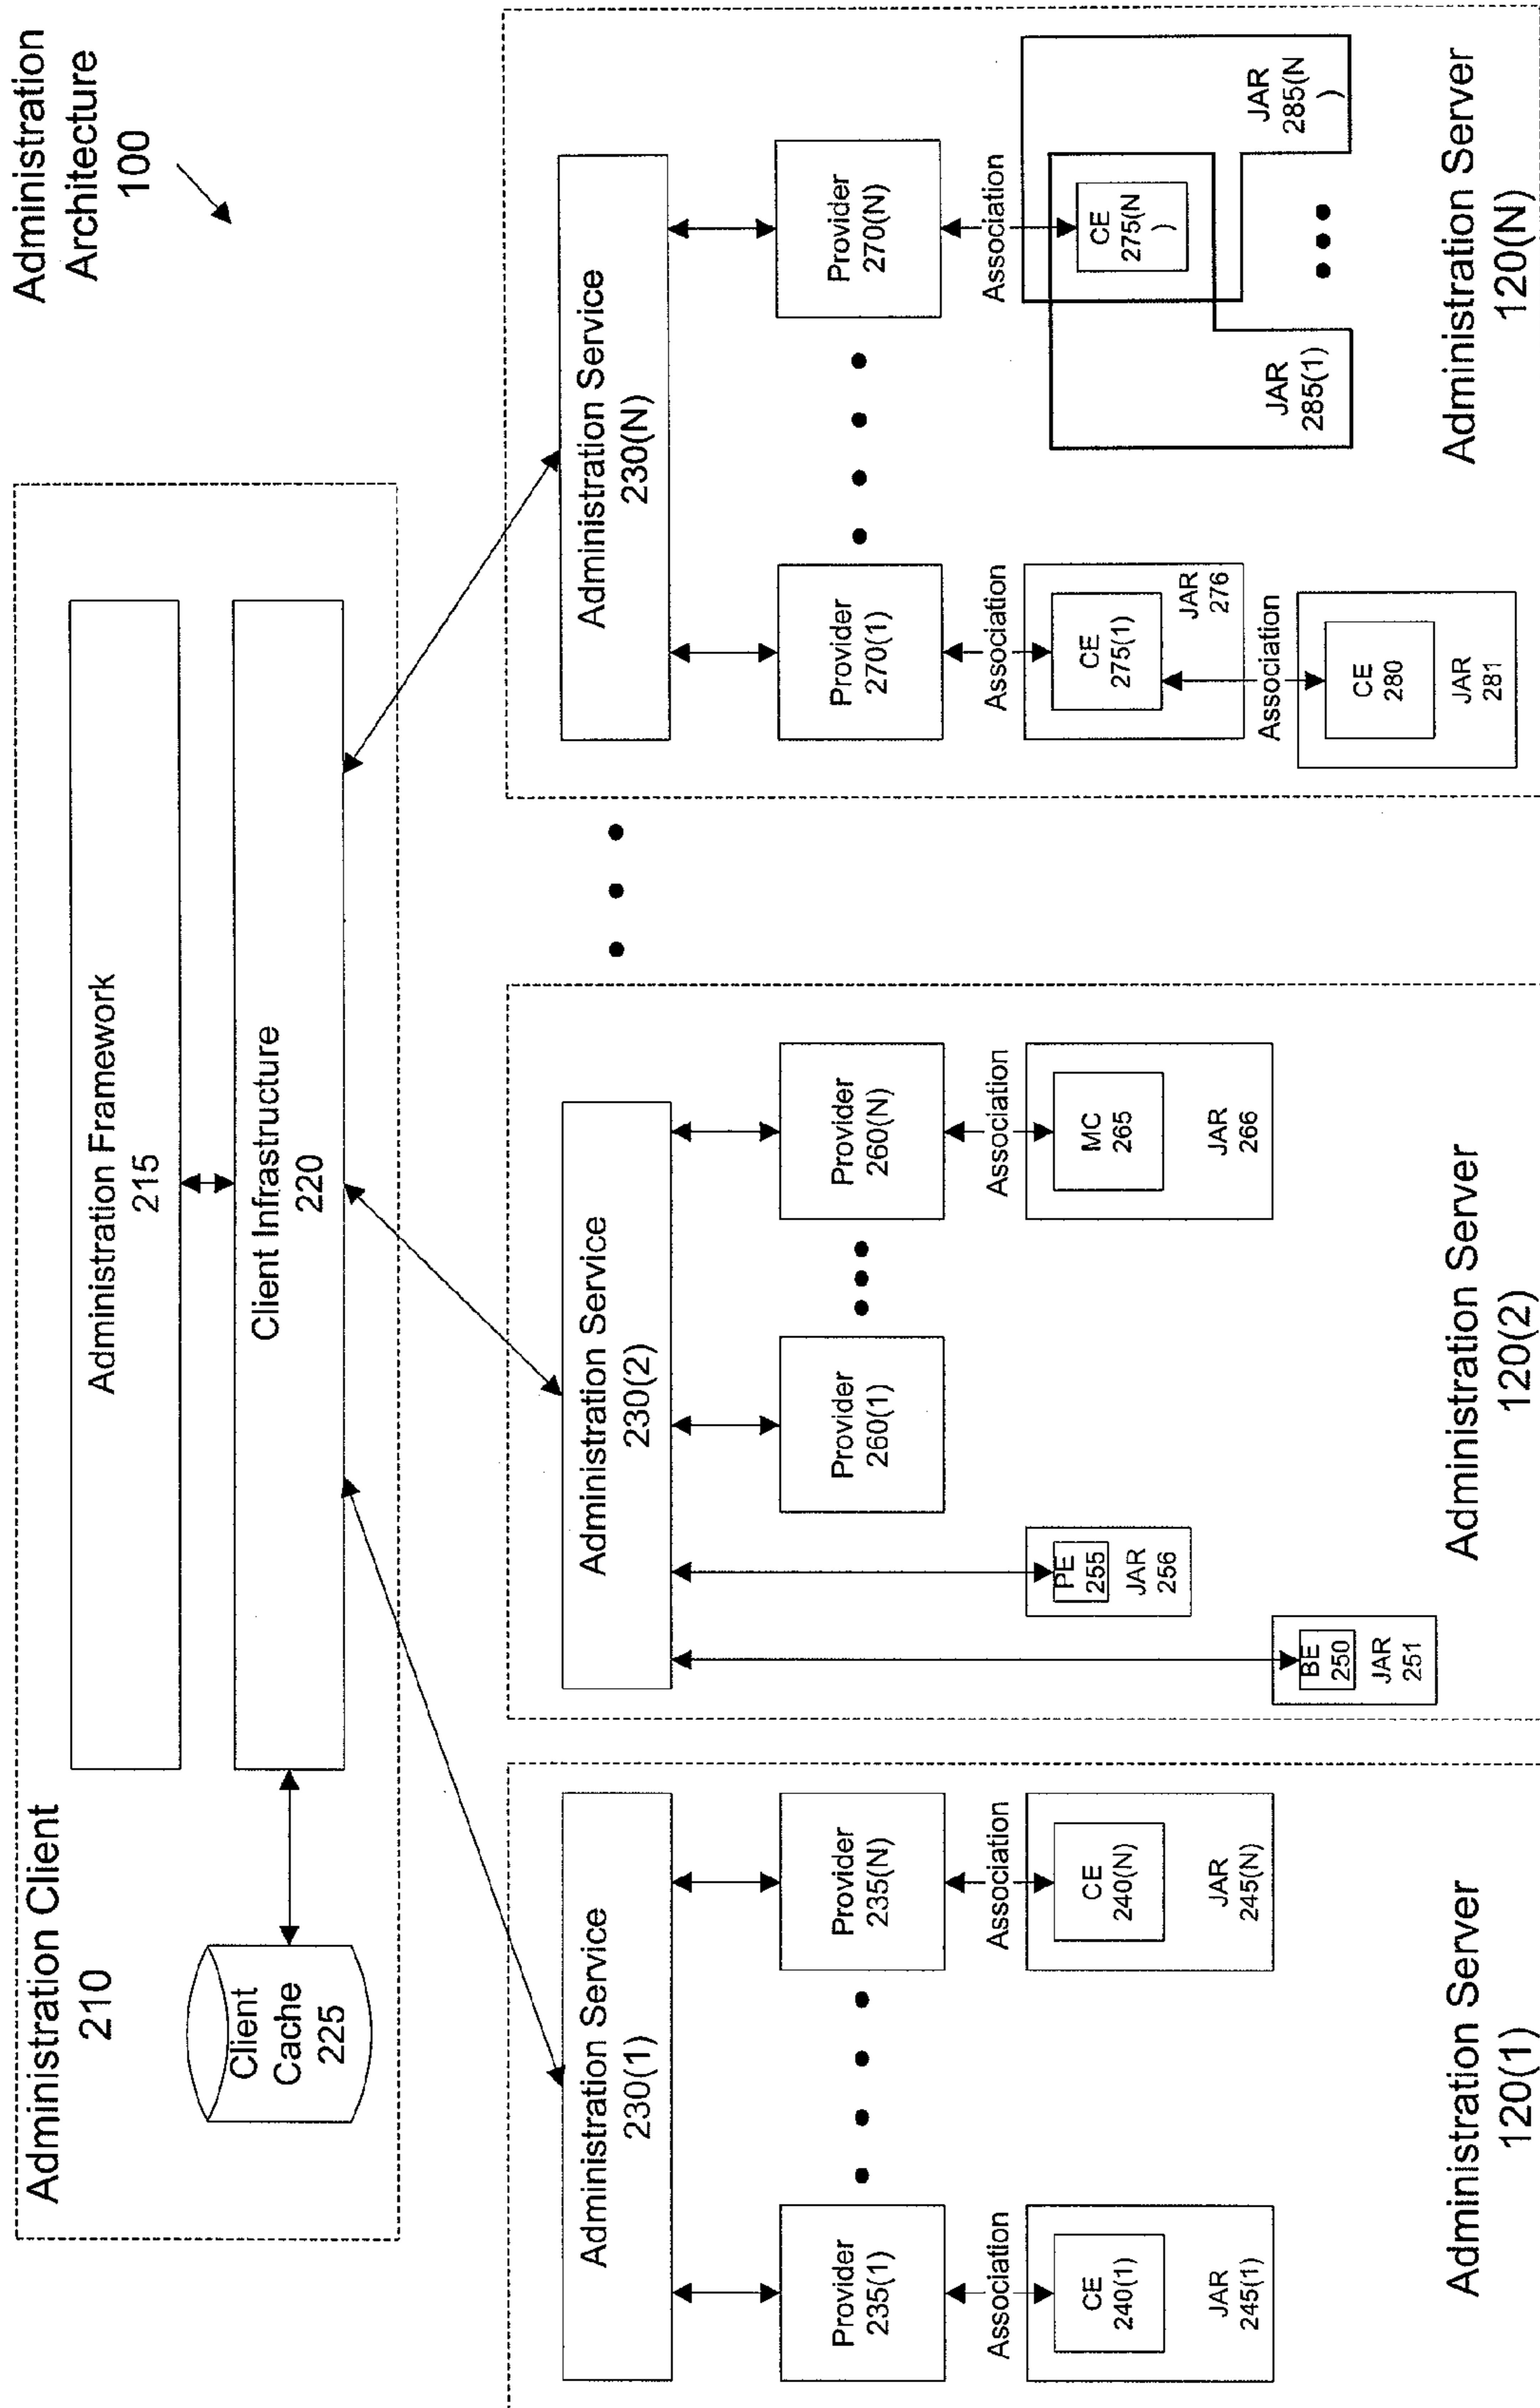 Administration
Architecture
100
Administration Client
210
Administration Framework
215
Client Infrastructure
220
Client
Cache
225
Administration Service
230(1)
Provider
235(1)
Provider
235(N)
Association
Association
CE
240(1)
JAR
245(1)
CE
240(N)
JAR
245(N)
Administration Server
120(1)
Administration Service
230(2)
Provider
260(1)
Provider
260(N)
Association
BE
250
JAR
251
PE
255
JAR
256
MC
265
JAR
266
Administration Server
120(2)
Administration Service
230(N)
Provider
270(1)
Provider
270(N)
Association
Association
CE
275(1)
JAR
276
Association
CE
280
JAR
281
CE
275(N
)
JAR
285(1)
JAR
285(N
)
Administration Server
120(N)